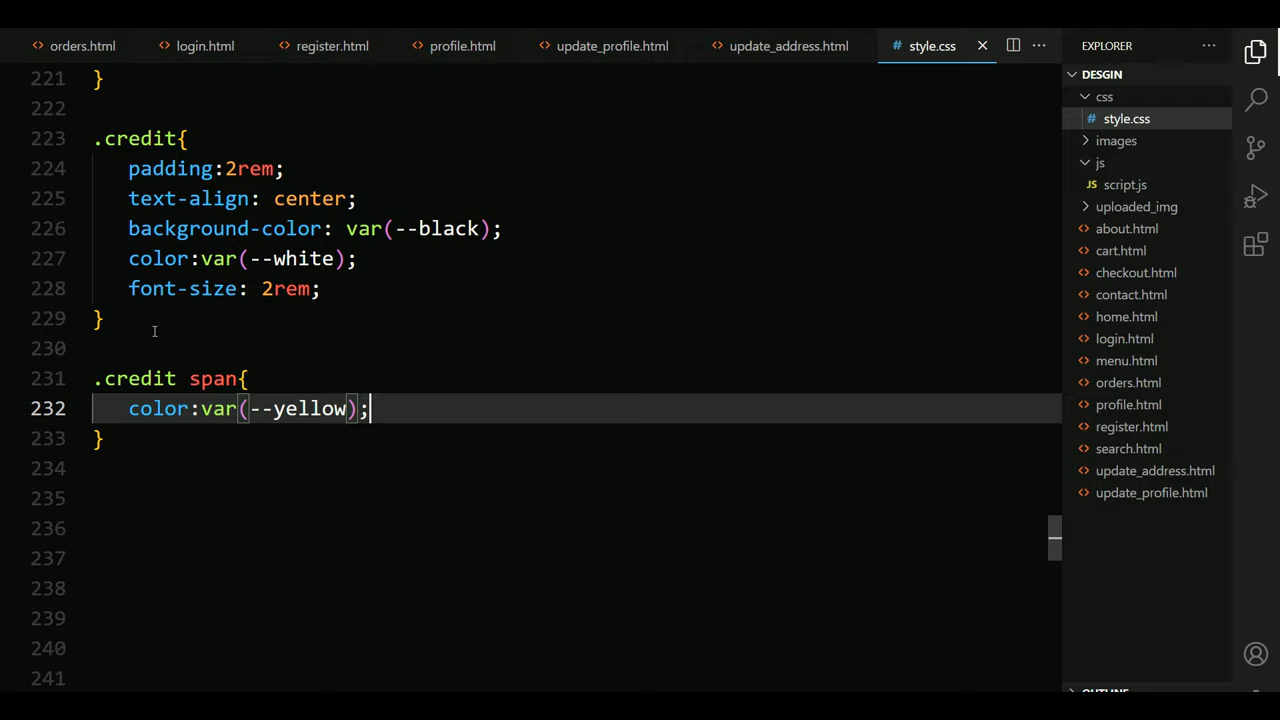 orders.html login.html register.html profile.html update_profile.html update_address.html # style.css
221 }
222
223 .credit{
224 padding:2rem;
225 text-align: center;
226 background-color: var(--black);
227 color:var(--white);
228 font-size: 2rem;
229 }
230
231 .credit span{
232 color:var(--yellow);
233 }
234
235
236
237
238
239
240
241
EXPLORER
DESGIN
css
# style.css
images
js
JS script.js
uploaded_img
about.html
cart.html
checkout.html
contact.html
home.html
login.html
menu.html
orders.html
profile.html
register.html
search.html
update_address.html
update_profile.html
OUTLINE